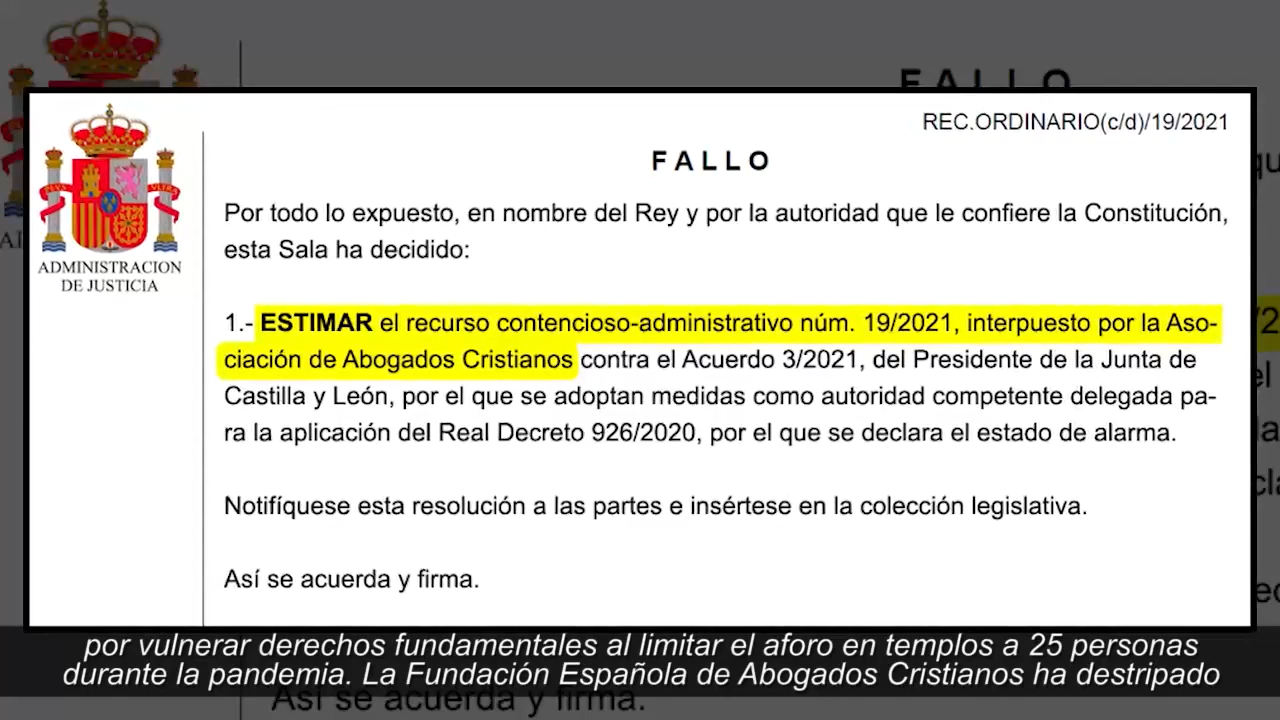 FALLO
REC.ORDINARIO(c/d)/19/2021
FALLO
PLUS ULTRA
ADMINISTRACION
DE JUSTICIA
Por todo lo expuesto, en nombre del Rey y por la autoridad que le confiere la Constitución,
esta Sala ha decidido:
1.- ESTIMAR el recurso contencioso-administrativo núm. 19/2021, interpuesto por la Aso-
ciación de Abogados Cristianos contra el Acuerdo 3/2021, del Presidente de la Junta de
Castilla y León, por el que se adoptan medidas como autoridad competente delegada pa-
ra la aplicación del Real Decreto 926/2020, por el que se declara el estado de alarma.
Notifíquese esta resolución a las partes e insértese en la colección legislativa.
Así se acuerda y firma.
por vulnerar derechos fundamentales al limitar el aforo en templos a 25 personas
durante la pandemia. La Fundación Española de Abogados Cristianos ha destripado
Así se acuerda y firma.